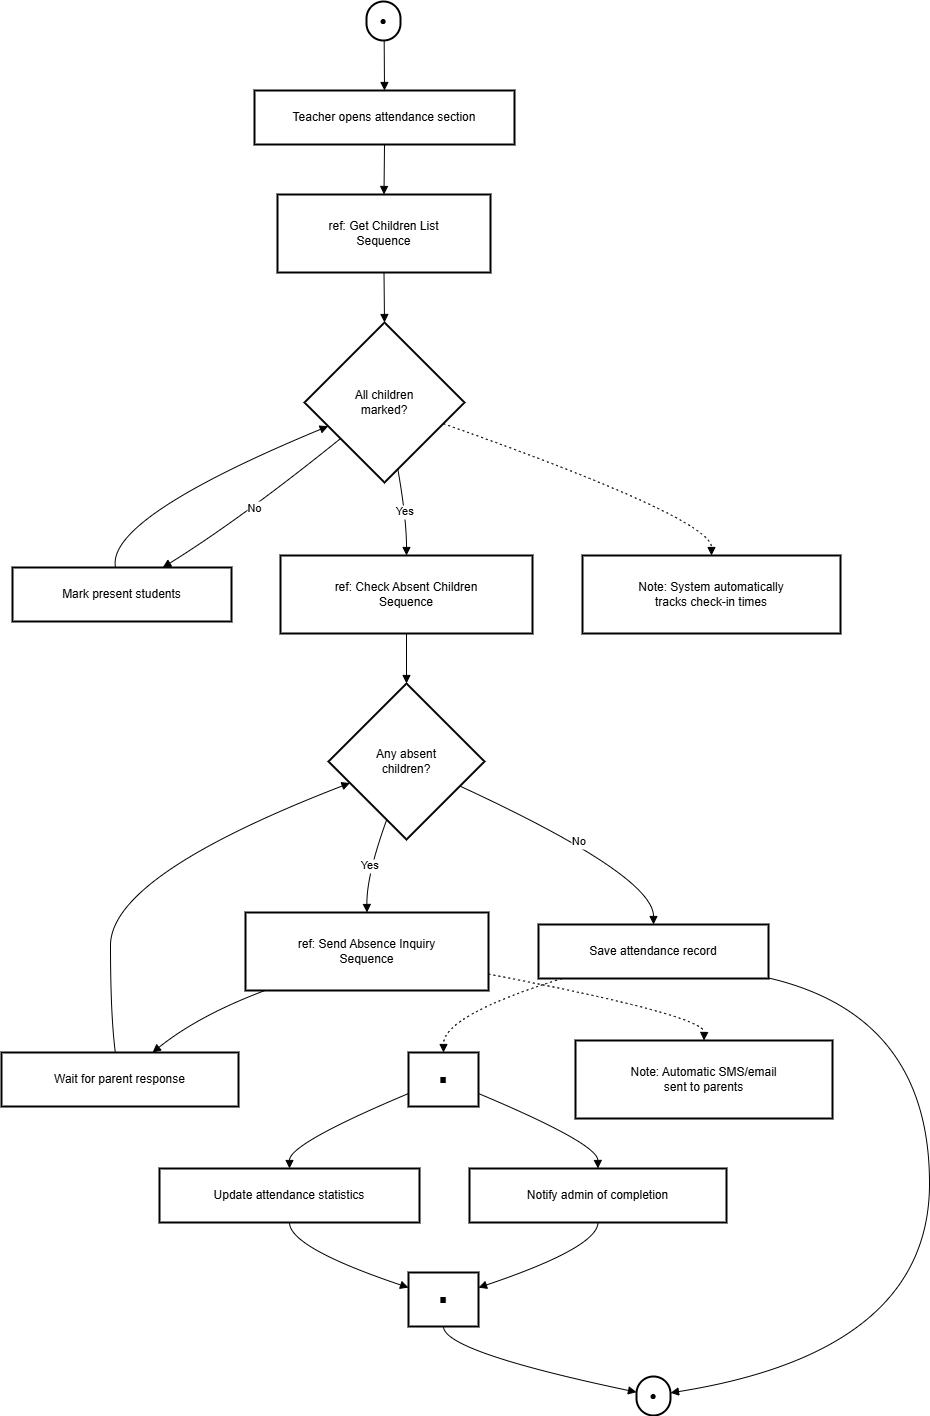 Teacher opens attendance section
ref: Get Children List
Sequence
All children
marked?
No
Yes
Mark present students
ref: Check Absent Children
Sequence
Note: System automatically
tracks check-in times
Any absent
children?
No
Yes
ref: Send Absence Inquiry
Sequence
Save attendance record
Wait for parent response
Note: Automatic SMS/email
sent to parents
Update attendance statistics
Notify admin of completion